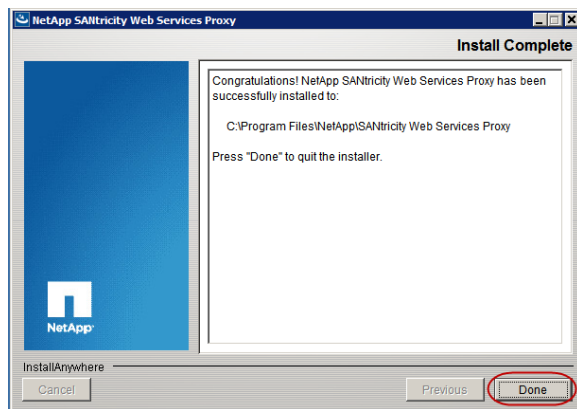 NetApp SANtricity Web Services Proxy
Install Complete
Congratulations! NetApp SANtricity Web Services Proxy has been
successfully installed to:
C:\Program Files\NetApp\SANtricity Web Services Proxy
Press "Done" to quit the installer.
NetApp
InstallAnywhere
Cancel
Previous
Done